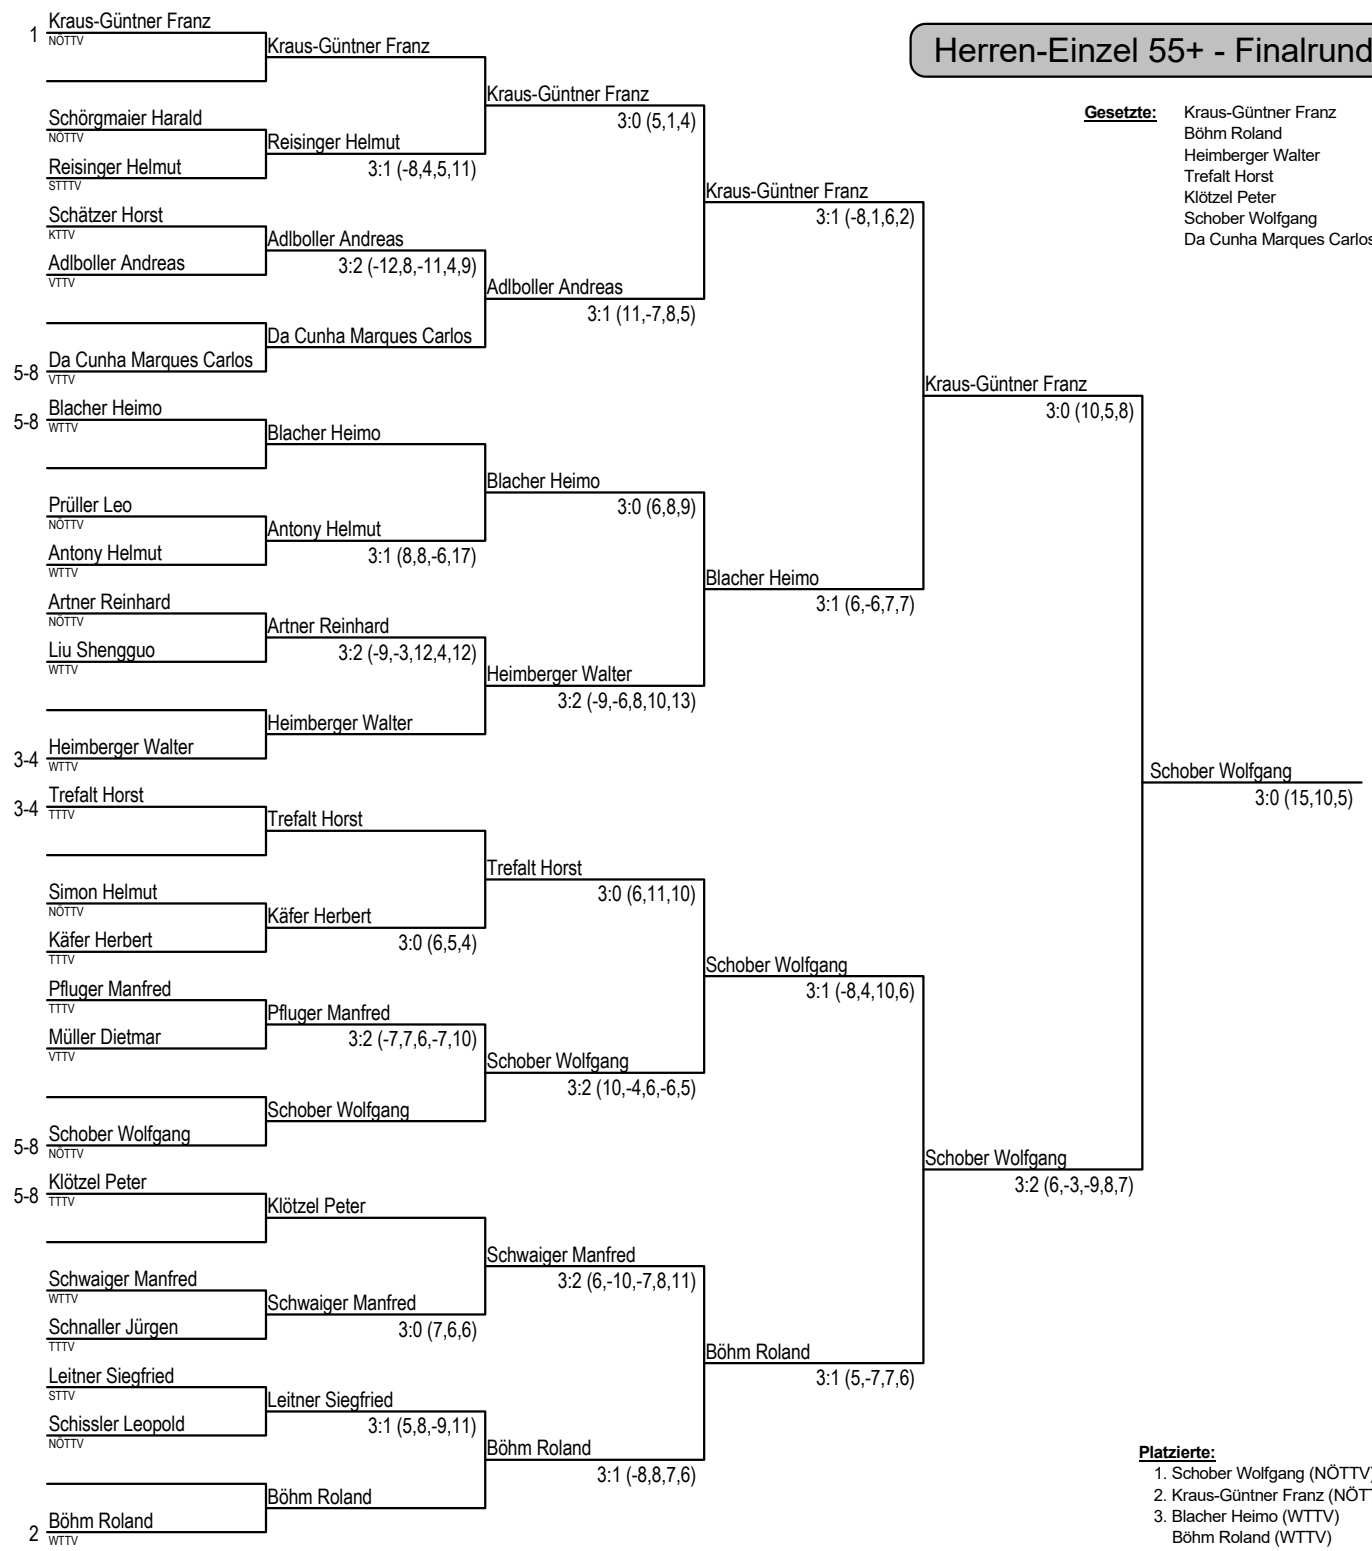 Herren-Einzel 55+ - Finalrund
Gesetzte: Kraus-Güntner Franz
Böhm Roland
Heimberger Walter
Trefalt Horst
Klötzel Peter
Schober Wolfgang
Da Cunha Marques Carlos
1 Kraus-Güntner Franz
NÖTTV
Schörgmaier Harald
NÖTTV
Reisinger Helmut
STTTV
Schätzer Horst
KTTV
Adlboller Andreas
VTTV
5-8 Da Cunha Marques Carlos
VTTV
5-8 Blacher Heimo
WTTV
Prüller Leo
NÖTTV
Antony Helmut
WTTV
Artner Reinhard
NÖTTV
Liu Shengguo
WTTV
3-4 Heimberger Walter
WTTV
3-4 Trefalt Horst
TTTV
Simon Helmut
NÖTTV
Käfer Herbert
TTTV
Pfluger Manfred
TTTV
Müller Dietmar
VTTV
5-8 Schober Wolfgang
NÖTTV
5-8 Klötzel Peter
TTTV
Schwaiger Manfred
WTTV
Schnaller Jürgen
TTTV
Leitner Siegfried
STTV
Schissler Leopold
NÖTTV
2 Böhm Roland
WTTV
Kraus-Güntner Franz
Reisinger Helmut
3:1 (-8,4,5,11)
Adlboller Andreas
3:2 (-12,8,-11,4,9)
Da Cunha Marques Carlos
Blacher Heimo
Antony Helmut
3:1 (8,8,-6,17)
Artner Reinhard
3:2 (-9,-3,12,4,12)
Heimberger Walter
Trefalt Horst
Käfer Herbert
3:0 (6,5,4)
Pfluger Manfred
3:2 (-7,7,6,-7,10)
Schober Wolfgang
Klötzel Peter
Schwaiger Manfred
3:0 (7,6,6)
Leitner Siegfried
3:1 (5,8,-9,11)
Böhm Roland
Kraus-Güntner Franz
3:0 (5,1,4)
Adlboller Andreas
3:1 (11,-7,8,5)
Blacher Heimo
3:0 (6,8,9)
Heimberger Walter
3:2 (-9,-6,8,10,13)
Trefalt Horst
3:0 (6,11,10)
Schober Wolfgang
3:2 (10,-4,6,-6,5)
Schwaiger Manfred
3:2 (6,-10,-7,8,11)
Böhm Roland
3:1 (-8,8,7,6)
Kraus-Güntner Franz
3:1 (-8,1,6,2)
Blacher Heimo
3:1 (6,-6,7,7)
Schober Wolfgang
3:1 (-8,4,10,6)
Böhm Roland
3:1 (5,-7,7,6)
Kraus-Güntner Franz
3:0 (10,5,8)
Schober Wolfgang
3:2 (6,-3,-9,8,7)
Schober Wolfgang
3:0 (15,10,5)
Platzierte:
1. Schober Wolfgang (NÖTTV)
2. Kraus-Güntner Franz (NÖTT
3. Blacher Heimo (WTTV)
Böhm Roland (WTTV)